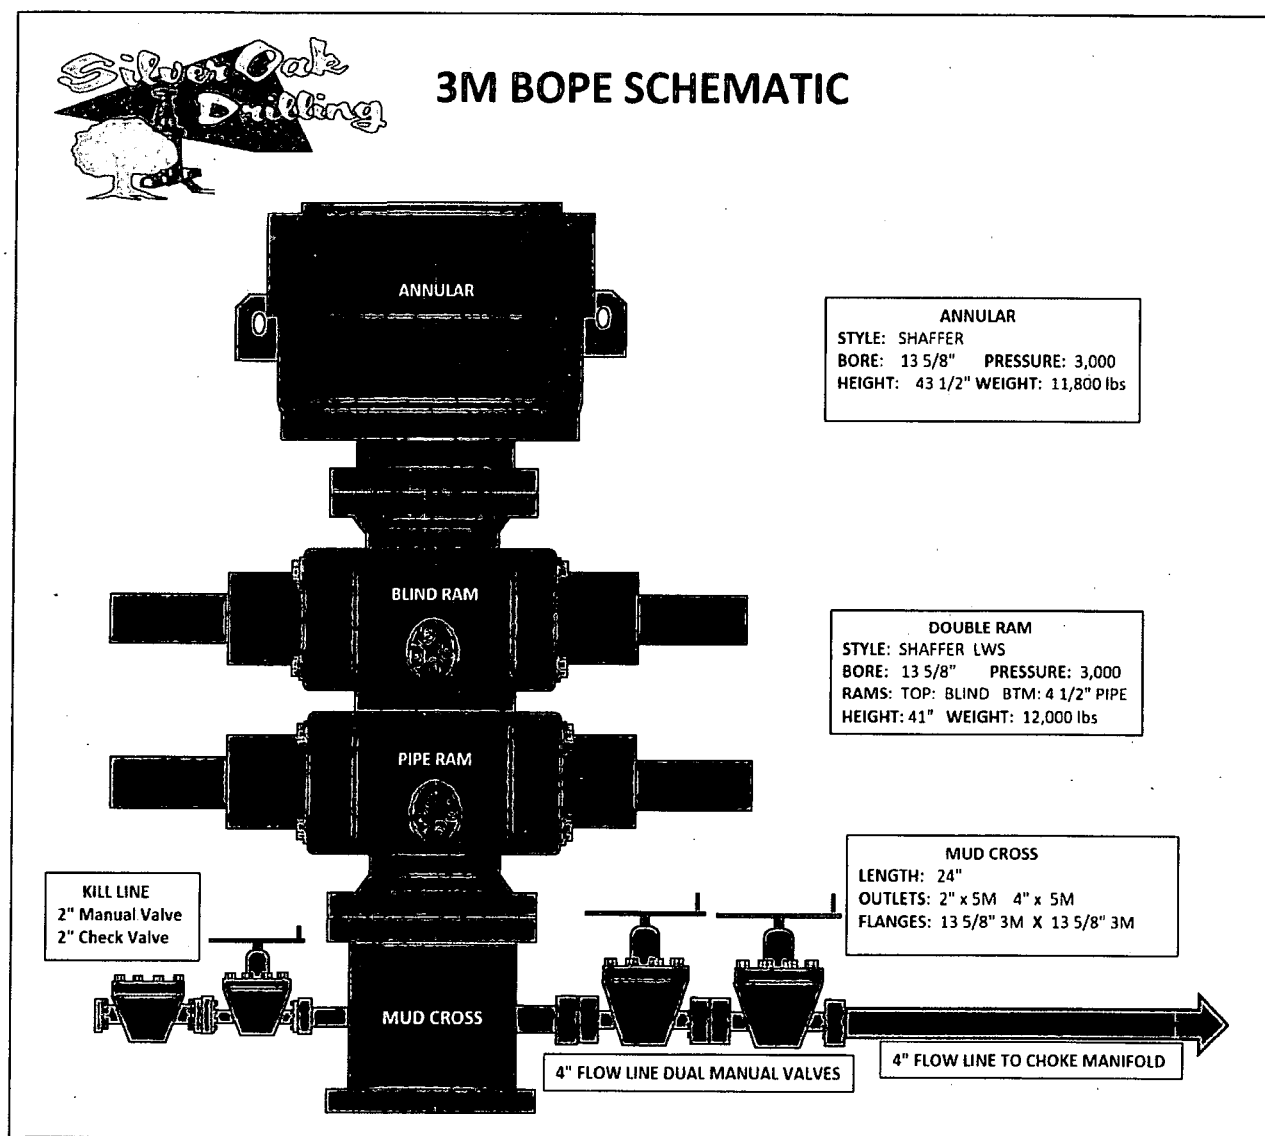 Silver Oak
Drilling
3M BOPE SCHEMATIC
ANNULAR
ANNULAR
STYLE: SHAFFER
BORE: 13 5/8" PRESSURE: 3,000
HEIGHT: 43 1/2" WEIGHT: 11,800 lbs
BLIND RAM
DOUBLE RAM
STYLE: SHAFFER LWS
BORE: 13 5/8" PRESSURE: 3,000
RAMS: TOP: BLIND BTM: 4 1/2" PIPE
HEIGHT: 41" WEIGHT: 12,000 lbs
PIPE RAM
MUD CROSS
LENGTH: 24"
OUTLETS: 2" x 5M 4" x 5M
FLANGES: 13 5/8" 3M X 13 5/8" 3M
KILL LINE
2" Manual Valve
2" Check Valve
MUD CROSS
4" FLOW LINE DUAL MANUAL VALVES
4" FLOW LINE TO CHOKE MANIFOLD